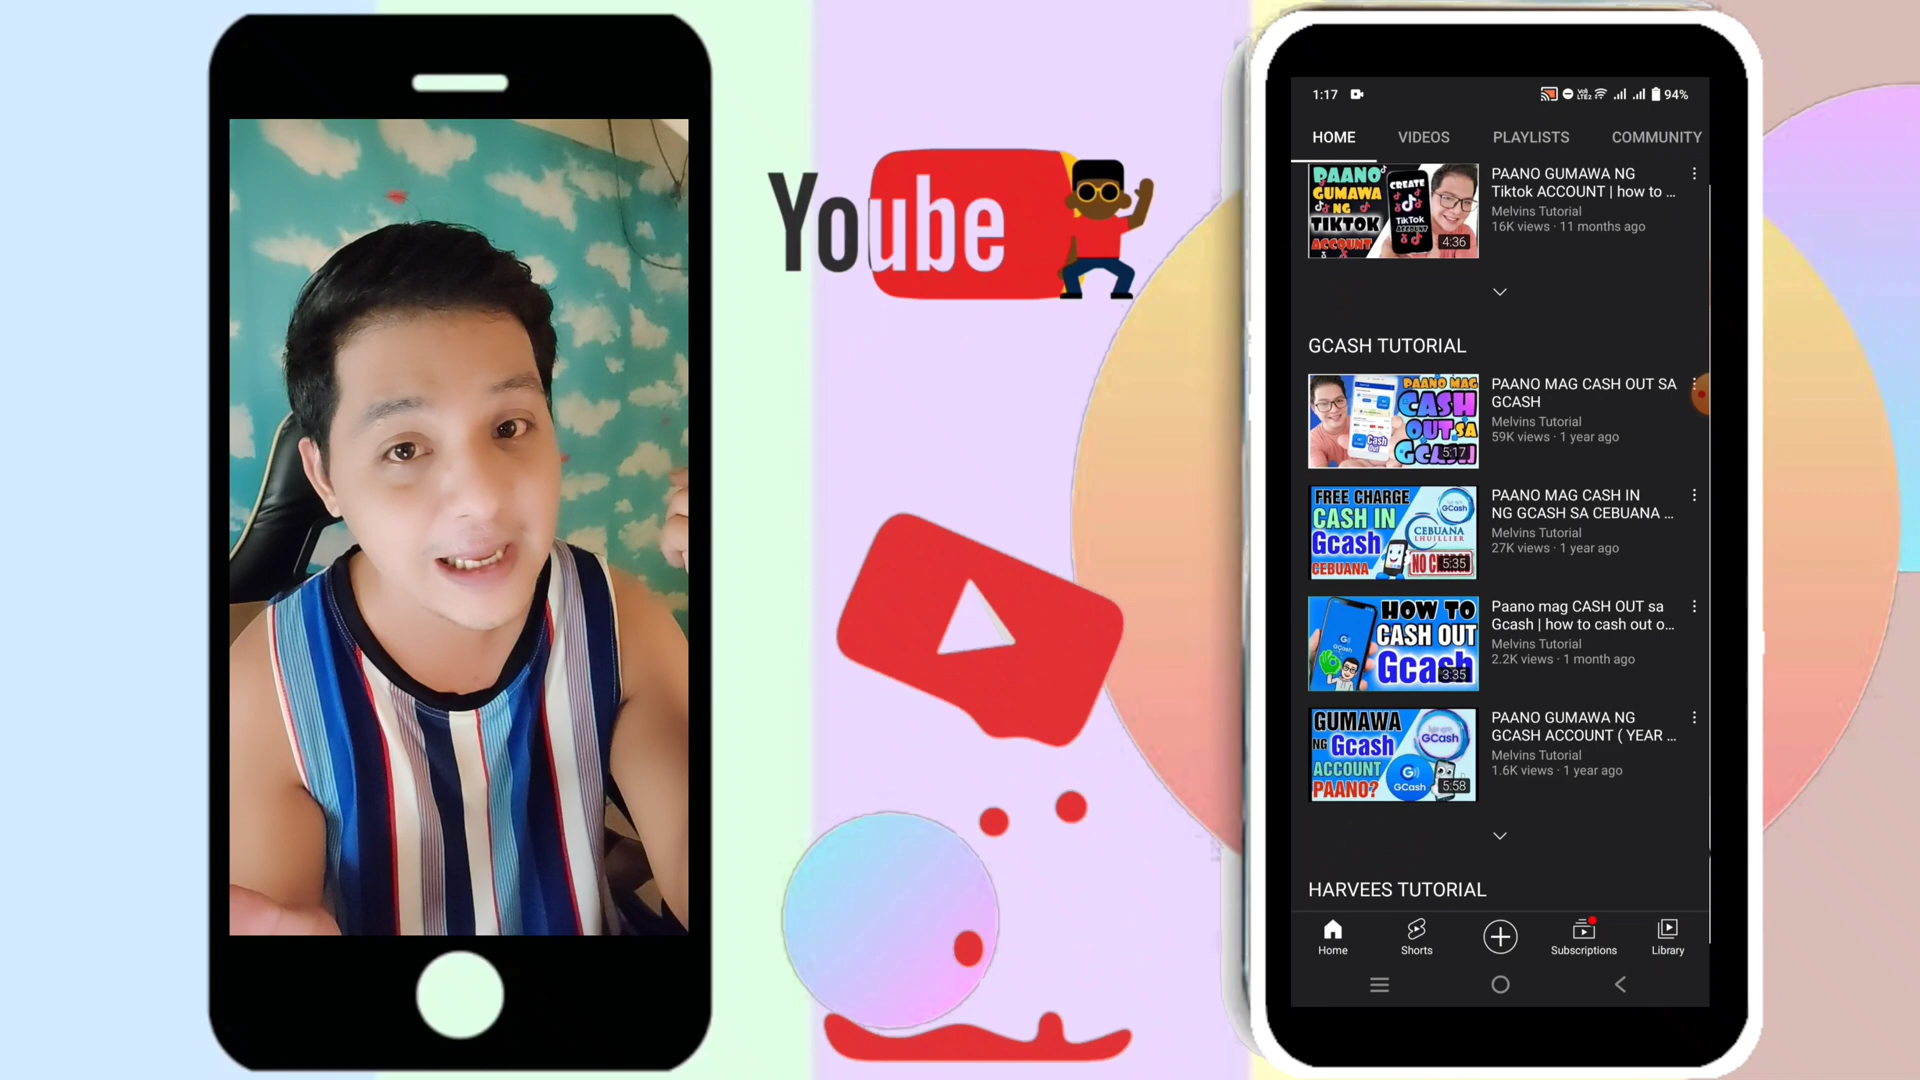 Yoube
1:17
94%
HOME VIDEOS PLAYLISTS COMMUNITY
PAANO
GUMAWA
NG
TIKTOK
ACCOUNT
CREATE
TikTok
ACCOUNT
4:36
PAANO GUMAWA NG
Tiktok ACCOUNT | how to ...
Melvins Tutorial
16K views · 11 months ago
GCASH TUTORIAL
PAANO MAG
CASH
OUT SA
GCASH
Cash
Out
5:17
PAANO MAG CASH OUT SA
GCASH
Melvins Tutorial
59K views · 1 year ago
FREE CHARGE
CASH IN
Gcash
CEBUANA
GCash
CEBUANA
LHUILLIER
5:35
PAANO MAG CASH IN
NG GCASH SA CEBUANA ...
Melvins Tutorial
27K views · 1 year ago
HOW TO
CASH OUT
Gcash
GCash
3:35
Paano mag CASH OUT sa
Gcash | how to cash out o...
Melvins Tutorial
2.2K views · 1 month ago
GUMAWA
NG Gcash
ACCOUNT
PAANO?
GCash
GCash
5:58
PAANO GUMAWA NG
GCASH ACCOUNT ( YEAR ...
Melvins Tutorial
1.6K views · 1 year ago
HARVEES TUTORIAL
Home Shorts Subscriptions Library